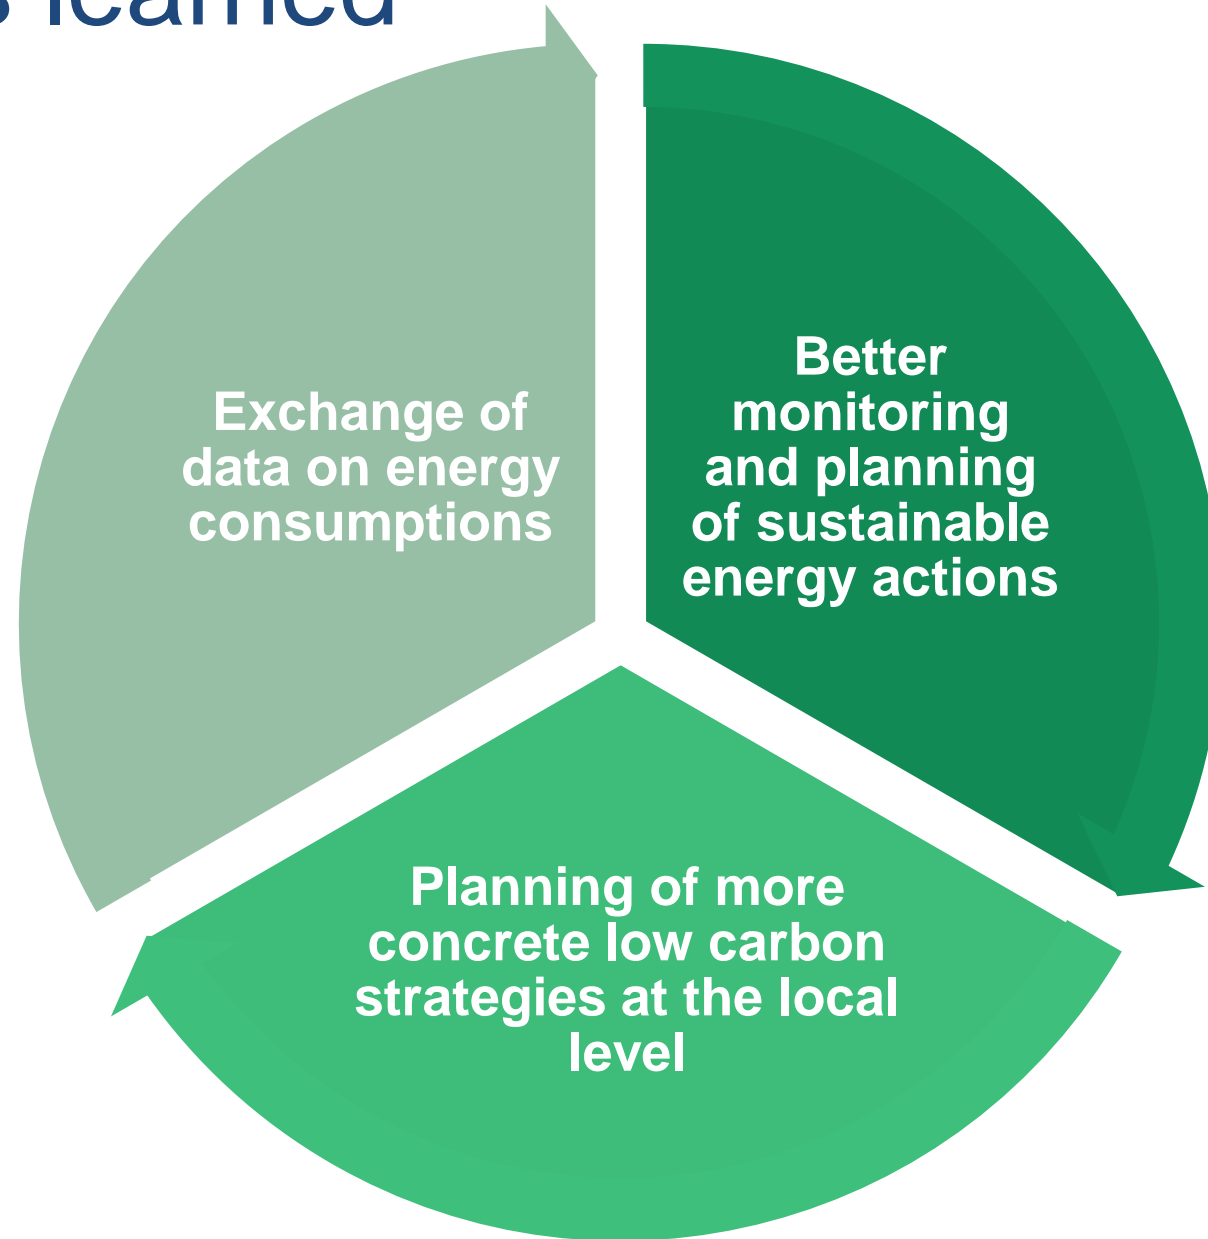 s learned
Exchange of
data on energy
consumptions
Better
monitoring
and planning
of sustainable
energy actions
Planning of more
concrete low carbon
strategies at the local
level